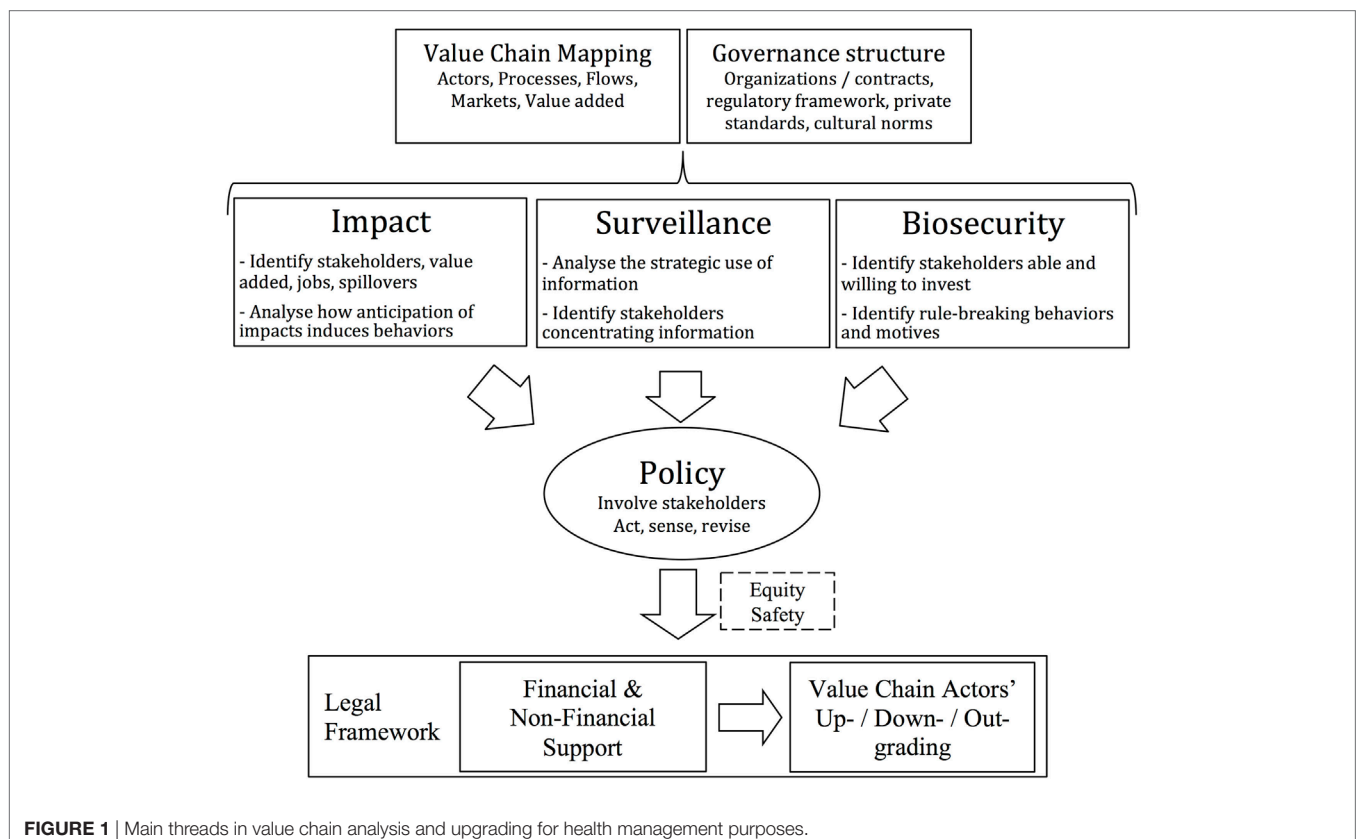 Value Chain Mapping
Actors, Processes, Flows,
Markets, Value added
Governance structure
Organizations / contracts,
regulatory framework, private
standards, cultural norms
Impact
- Identify stakeholders, value
added, jobs, spillovers
- Analyse how anticipation of
impacts induces behaviors
Surveillance
- Analyse the strategic use of
information
- Identify stakeholders
concentrating information
Biosecurity
- Identify stakeholders able and
willing to invest
- Identify rule-breaking behaviors
and motives
Policy
Involve stakeholders
Act, sense, revise
Equity
Safety
Legal
Framework
Financial &
Non-Financial
Support
Value Chain Actors’
Up- / Down- / Out-
grading
FIGURE 1 | Main threads in value chain analysis and upgrading for health management purposes.